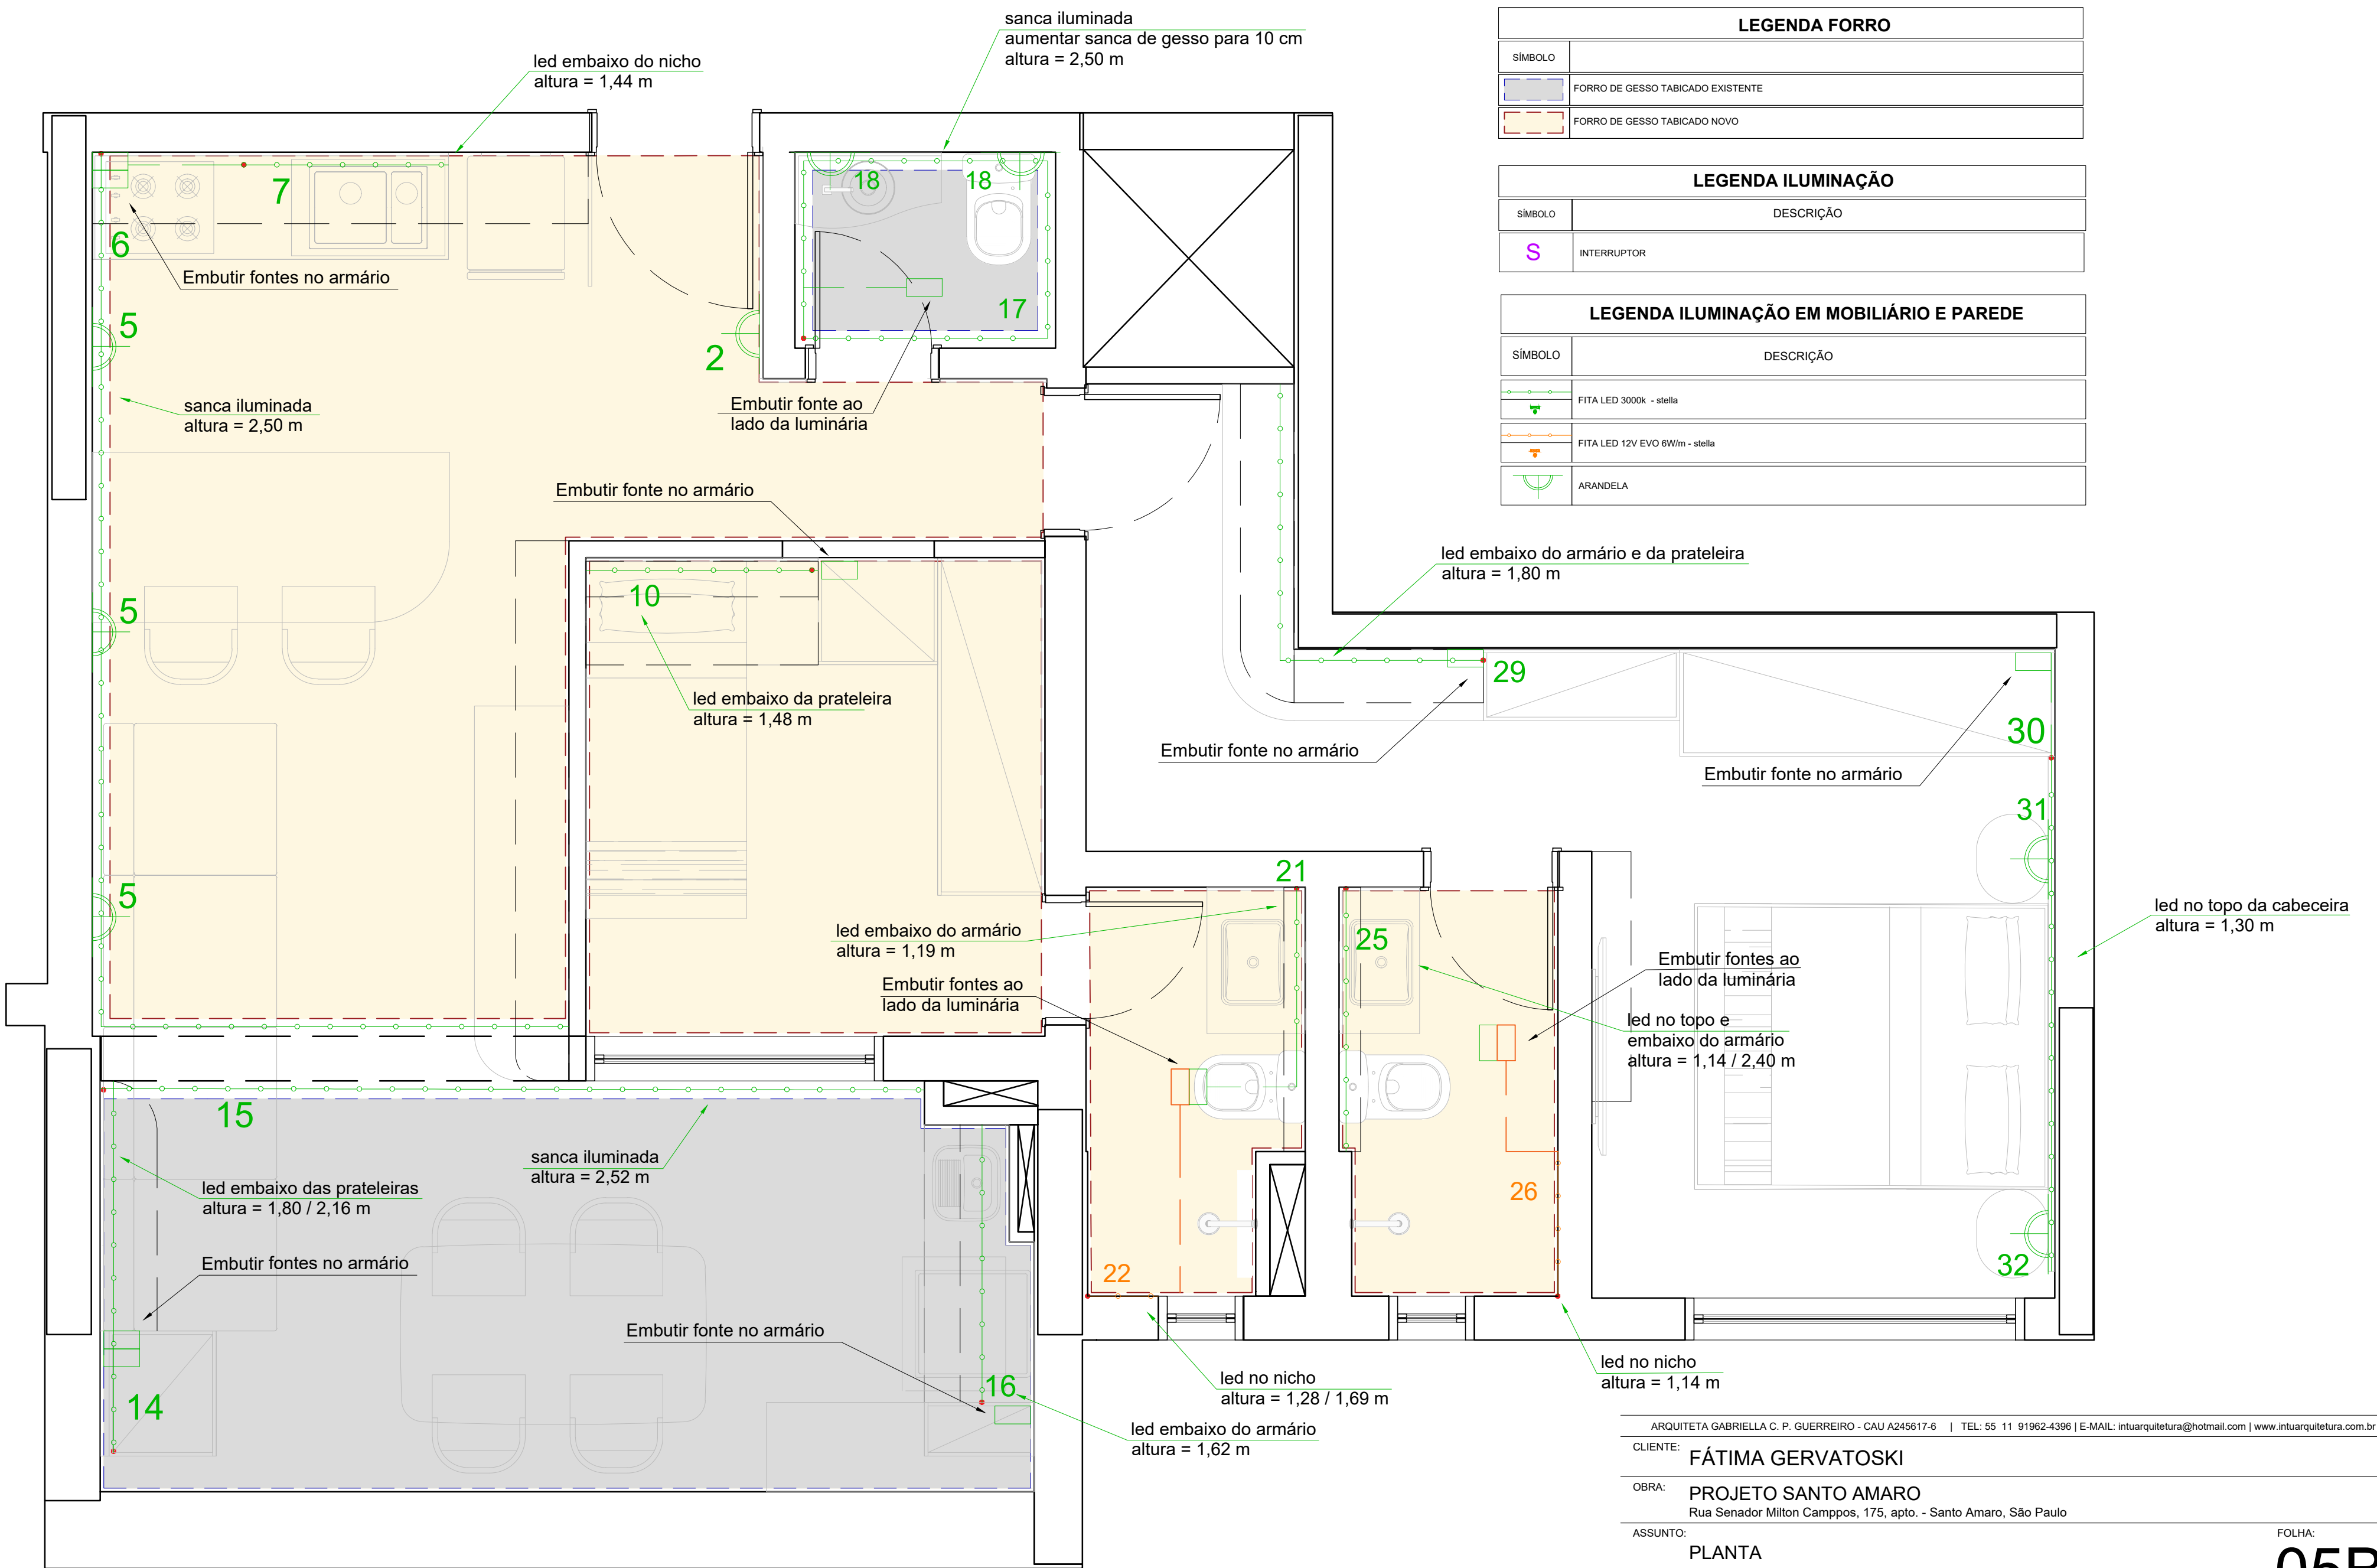 sanca iluminada
aumentar sanca de gesso para 10 cm
altura = 2,50 m
led embaixo do nicho
altura = 1,44 m
LEGENDA FORRO
SÍMBOLO
FORRO DE GESSO TABICADO EXISTENTE
FORRO DE GESSO TABICADO NOVO
LEGENDA ILUMINAÇÃO
SÍMBOLO DESCRIÇÃO
S INTERRUPTOR
LEGENDA ILUMINAÇÃO EM MOBILIÁRIO E PAREDE
SÍMBOLO DESCRIÇÃO
FITA LED 3000k - stella
FITA LED 12V EVO 6W/m - stella
ARANDELA
7
18
18
6
Embutir fontes no armário
17
5
2
sanca iluminada
altura = 2,50 m
Embutir fonte ao
lado da luminária
Embutir fonte no armário
led embaixo do armário e da prateleira
altura = 1,80 m
5
10
29
led embaixo da prateleira
altura = 1,48 m
Embutir fonte no armário
30
Embutir fonte no armário
31
5
21
led embaixo do armário
altura = 1,19 m
25
led no topo da cabeceira
altura = 1,30 m
Embutir fontes ao
lado da luminária
Embutir fontes ao
lado da luminária
led no topo e
embaixo do armário
altura = 1,14 / 2,40 m
15
sanca iluminada
altura = 2,52 m
led embaixo das prateleiras
altura = 1,80 / 2,16 m
26
Embutir fontes no armário
22
32
Embutir fonte no armário
16
14
led no nicho
altura = 1,28 / 1,69 m
led no nicho
altura = 1,14 m
led embaixo do armário
altura = 1,62 m
ARQUITETA GABRIELLA C. P. GUERREIRO - CAU A245617-6 | TEL: 55 11 91962-4396 | E-MAIL: intuarquitetura@hotmail.com | www.intuarquitetura.com.br
CLIENTE:
FÁTIMA GERVATOSKI
OBRA:
PROJETO SANTO AMARO
Rua Senador Milton Camppos, 175, apto. - Santo Amaro, São Paulo
ASSUNTO:
PLANTA
FOLHA: